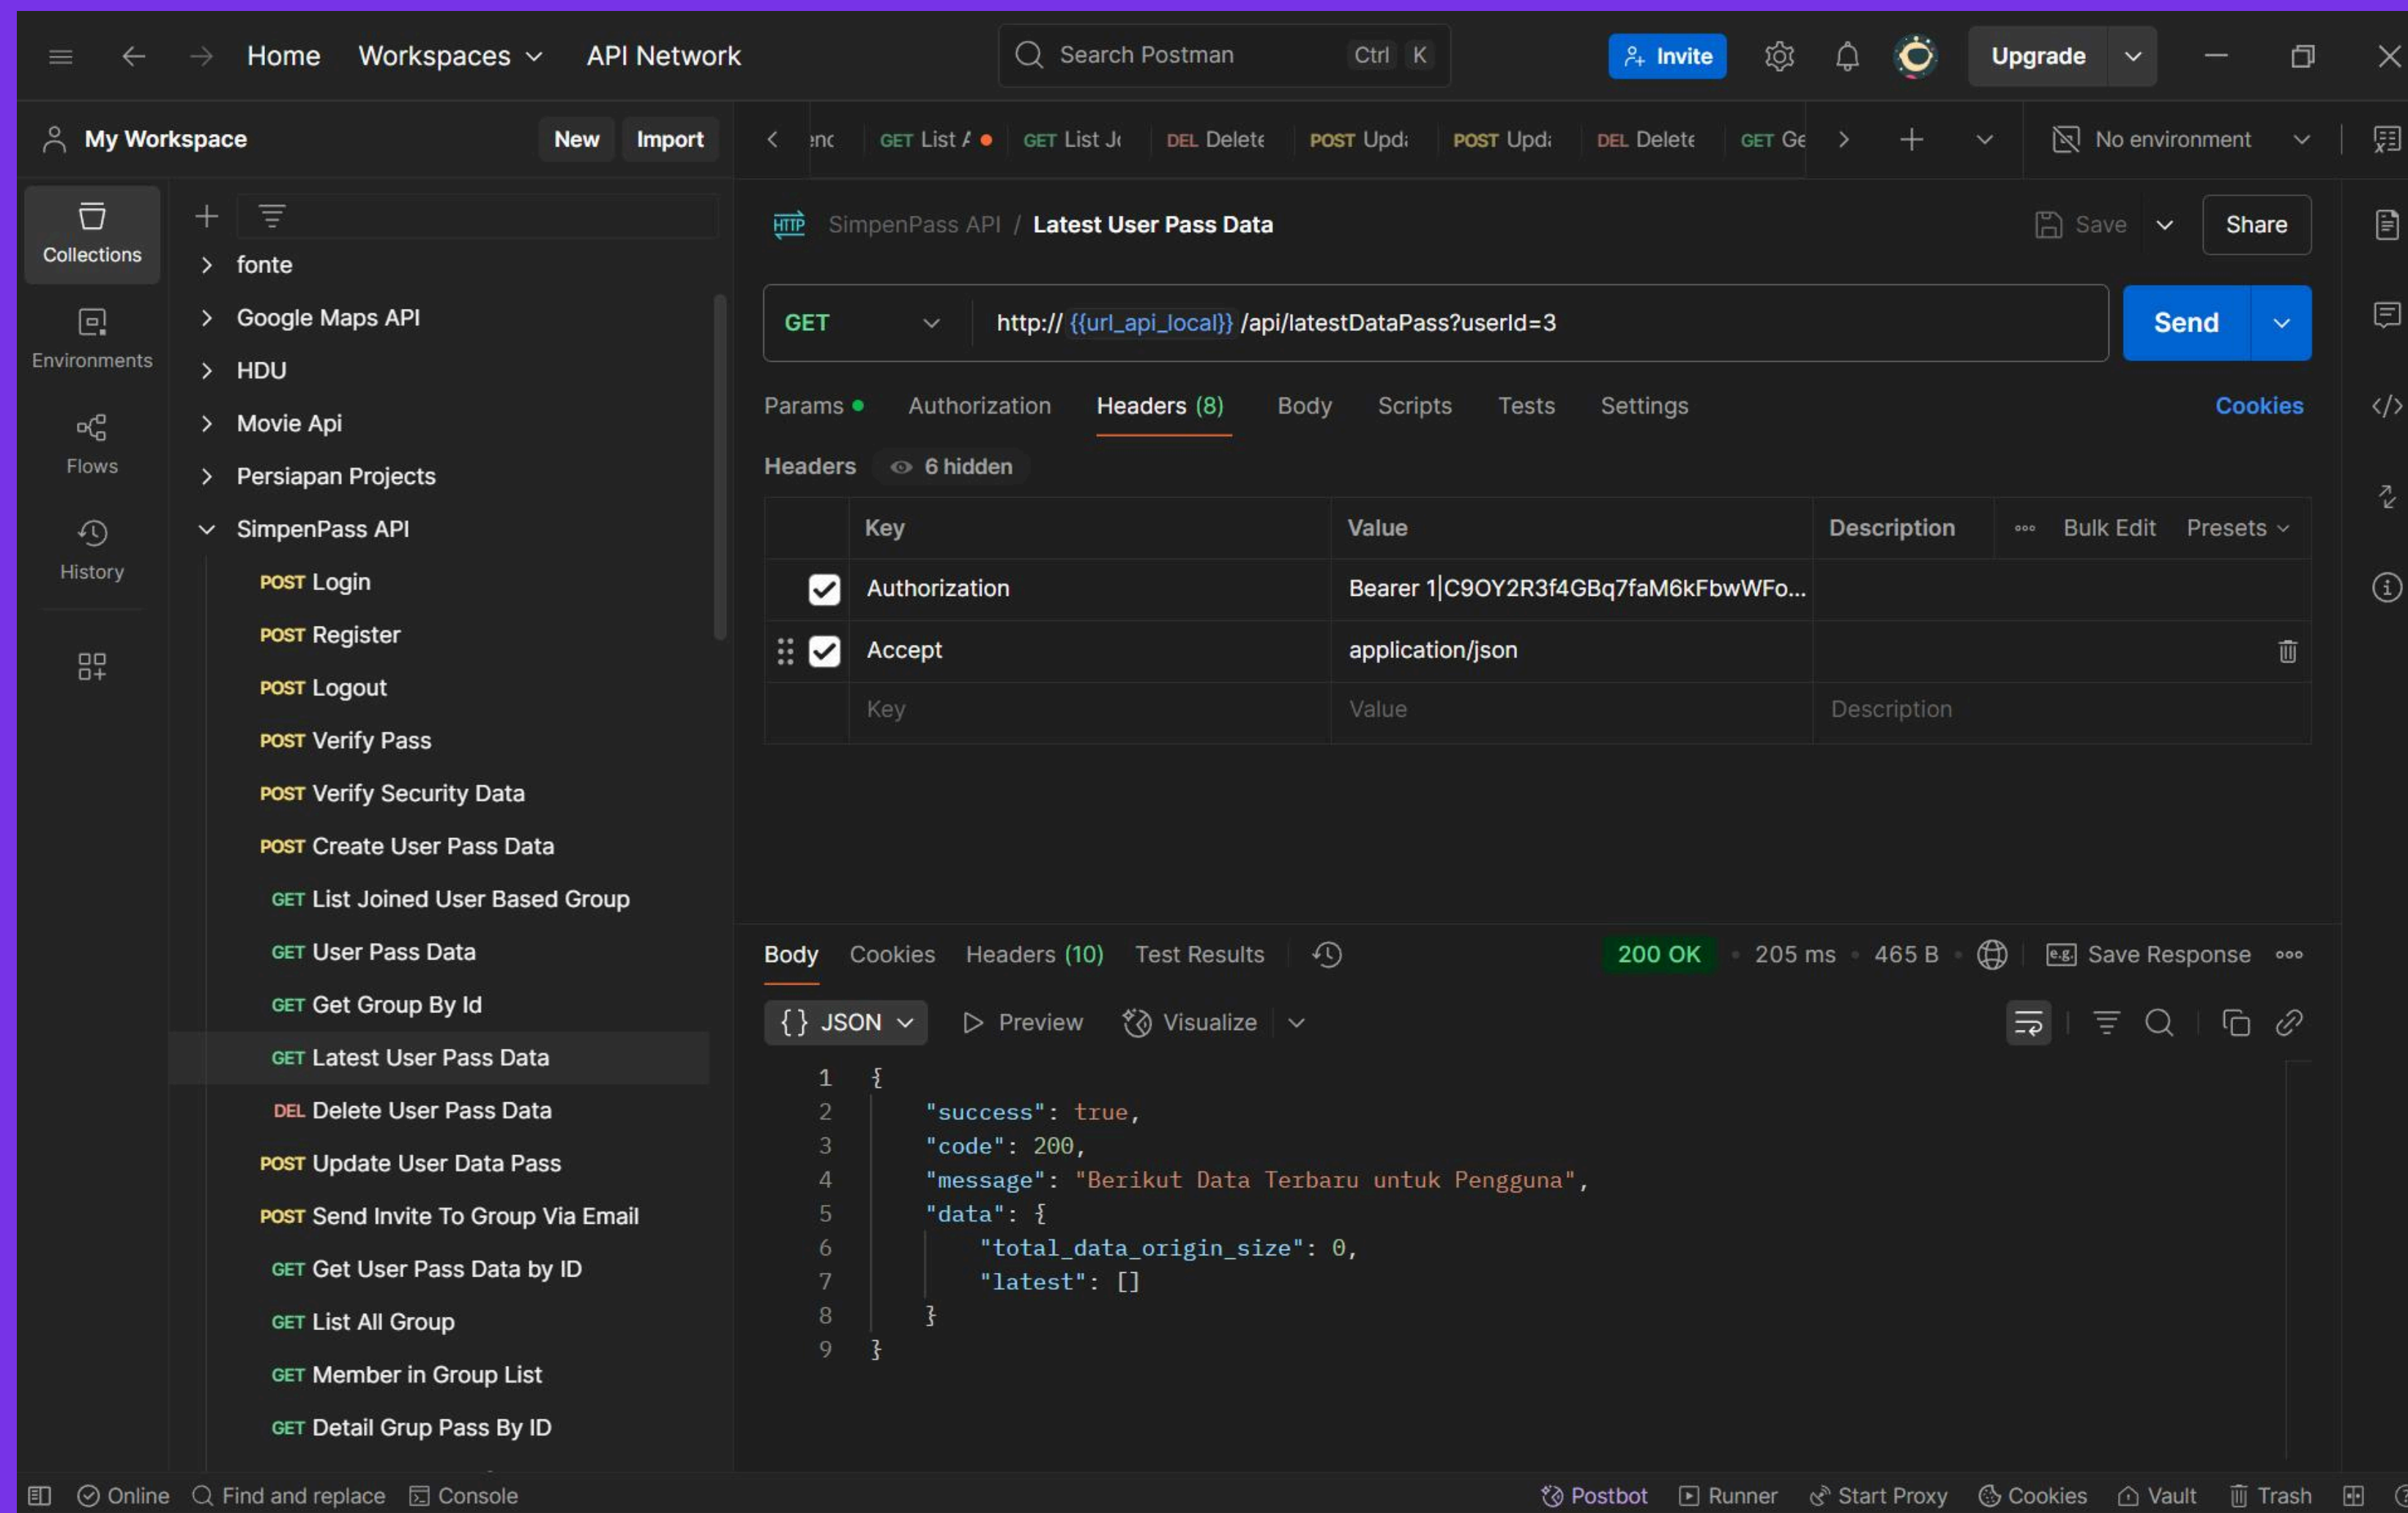 Home Workspaces API Network Search Postman Ctrl K Invite Upgrade
My Workspace New Import
GET List DEL Delete POST Upd POST Upd DEL Delete GET Ge No environment
GET List
Collections
Environments
Flows
History
fonte
Google Maps API
HDU
Movie Api
Persiapan Projects
SimpenPass API
POST Login
POST Register
POST Logout
POST Verify Pass
POST Verify Security Data
POST Create User Pass Data
GET List Joined User Based Group
GET User Pass Data
GET Get Group By Id
GET Latest User Pass Data
DEL Delete User Pass Data
POST Update User Data Pass
POST Send Invite To Group Via Email
GET Get User Pass Data by ID
GET List All Group
GET Member in Group List
GET Detail Grup Pass By ID
HTTP SimpenPass API / Latest User Pass Data Save Share
GET http:// {{url_api_local}} /api/latestDataPass?userId=3 Send
Params Authorization Headers (8) Body Scripts Tests Settings Cookies
Headers 6 hidden
Key Value Description Bulk Edit Presets
Authorization Bearer 1|C9OY2R3f4GBq7faM6kFbwWFo...
Accept application/json
Key Value Description
Body Cookies Headers (10) Test Results 200 OK 205 ms 465 B e.g. Save Response
{} JSON Preview Visualize
1 {
2 "success": true,
3 "code": 200,
4 "message": "Berikut Data Terbaru untuk Pengguna",
5 "data": {
6 "total_data_origin_size": 0,
7 "latest": []
8 }
9 }
Online Find and replace Console Postbot Runner Start Proxy Cookies Vault Trash